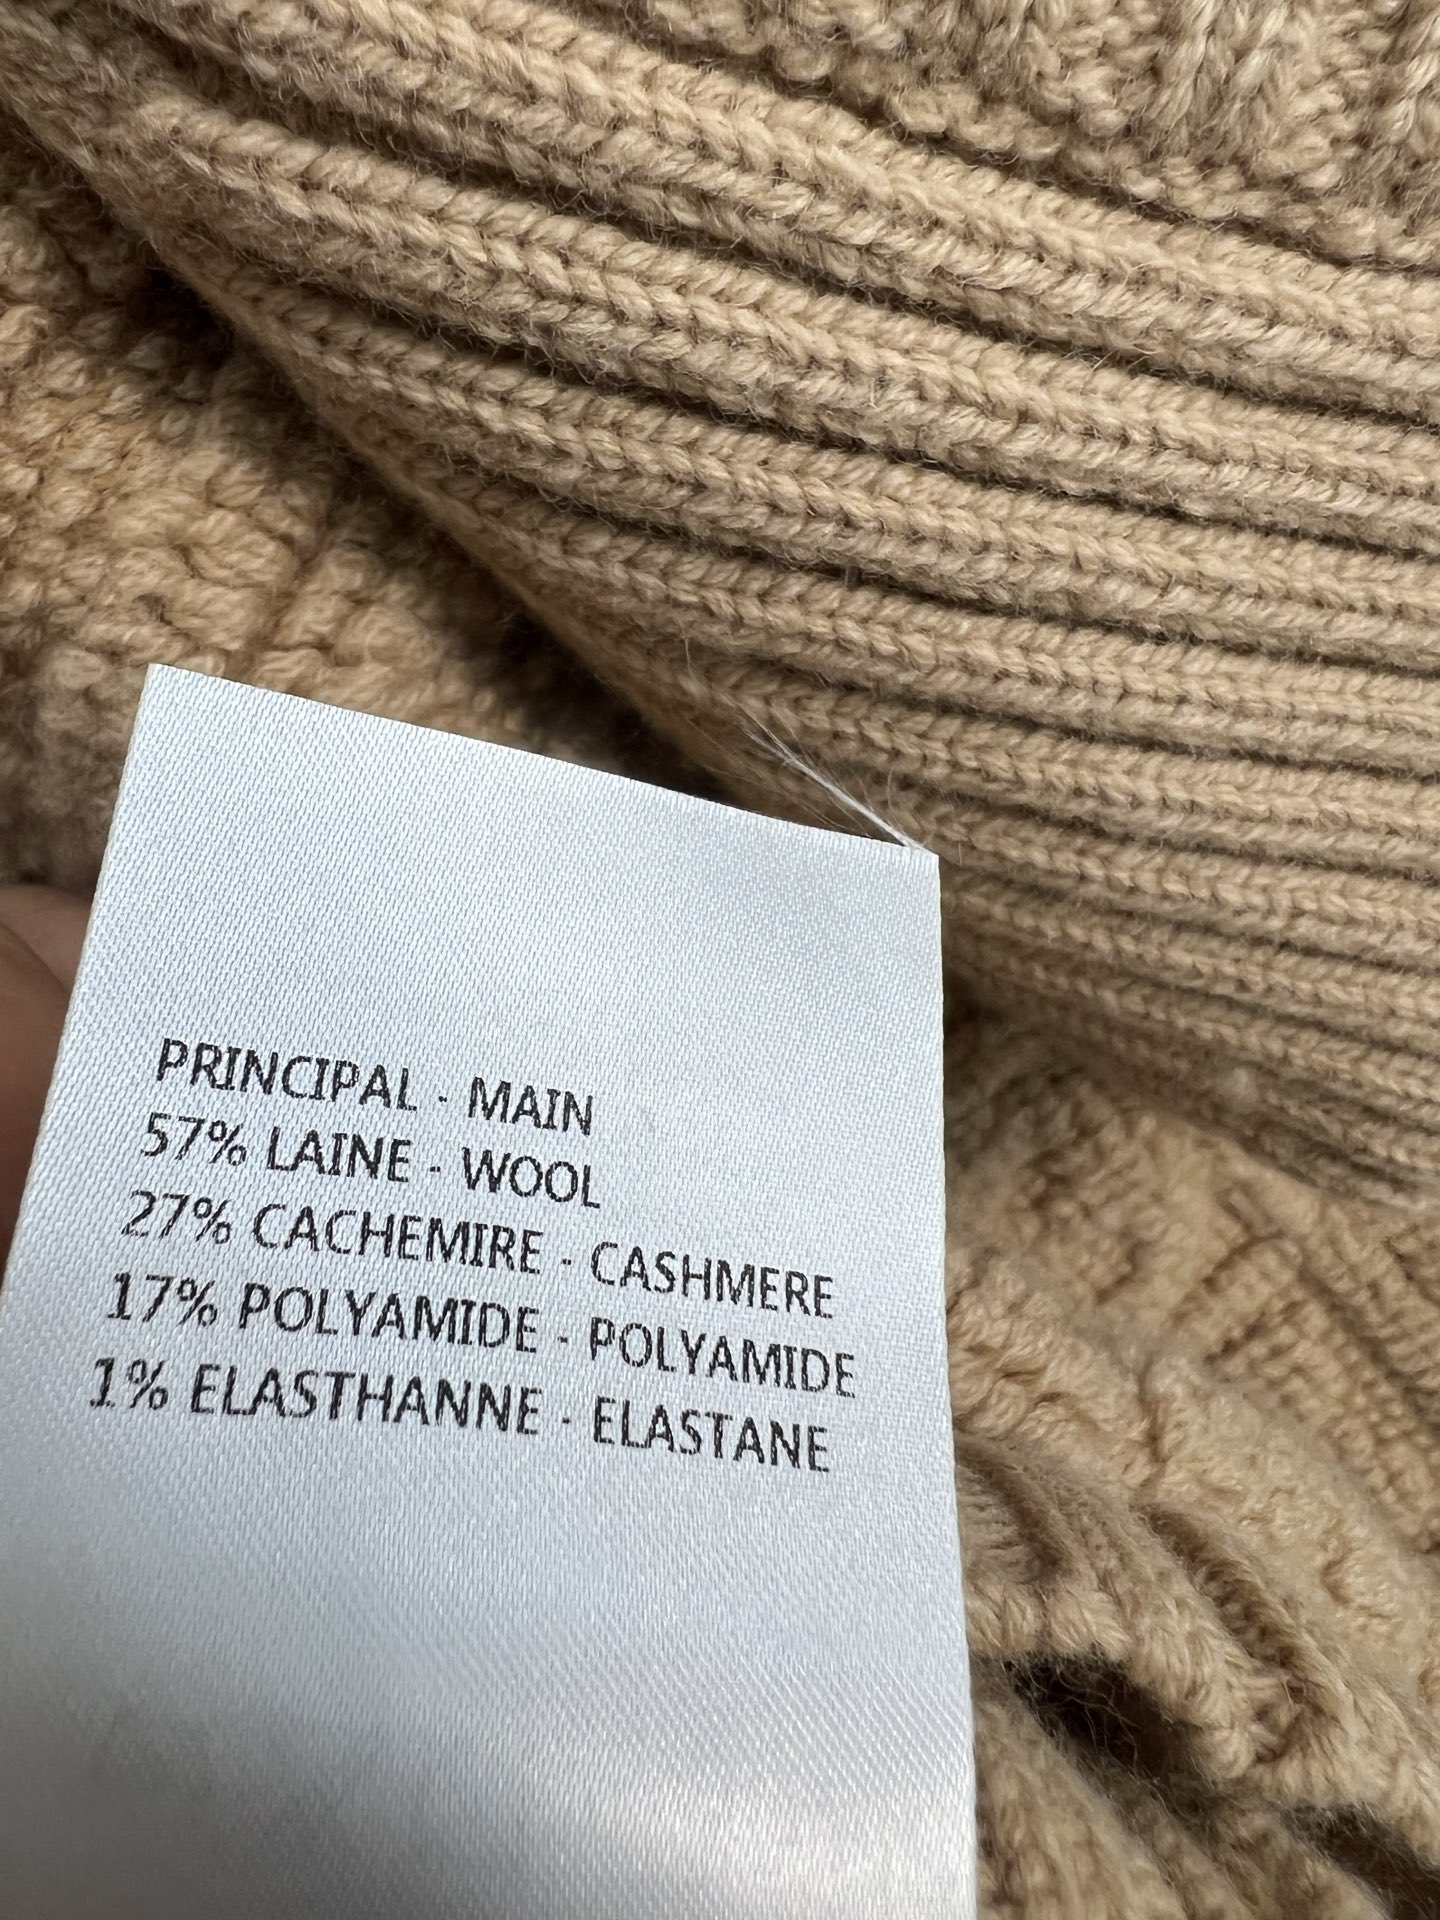 PRINCIPAL - MAIN
57% LAINE - WOOL
27% CACHEMIRE - CASHMERE
17% POLYAMIDE - POLYAMIDE
1% ELASTHANNE - ELASTANE